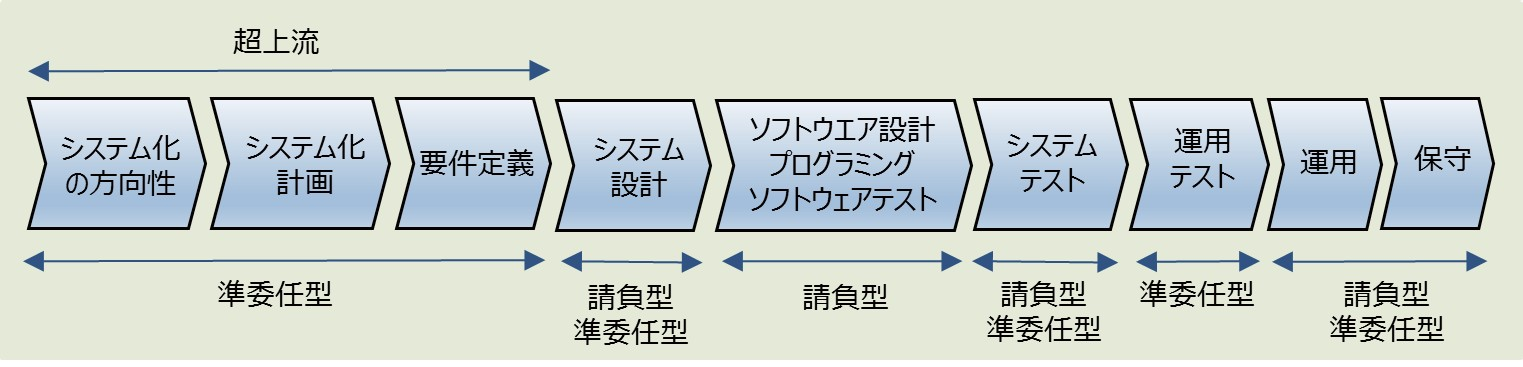 超上流
システム化
の方向性
システム化
計画
要件定義
システム
設計
ソフトウエア設計
プログラミング
ソフトウェアテスト
システム
テスト
運用
テスト
運用
保守
準委任型
請負型
準委任型
請負型
請負型
準委任型
準委任型
請負型
準委任型